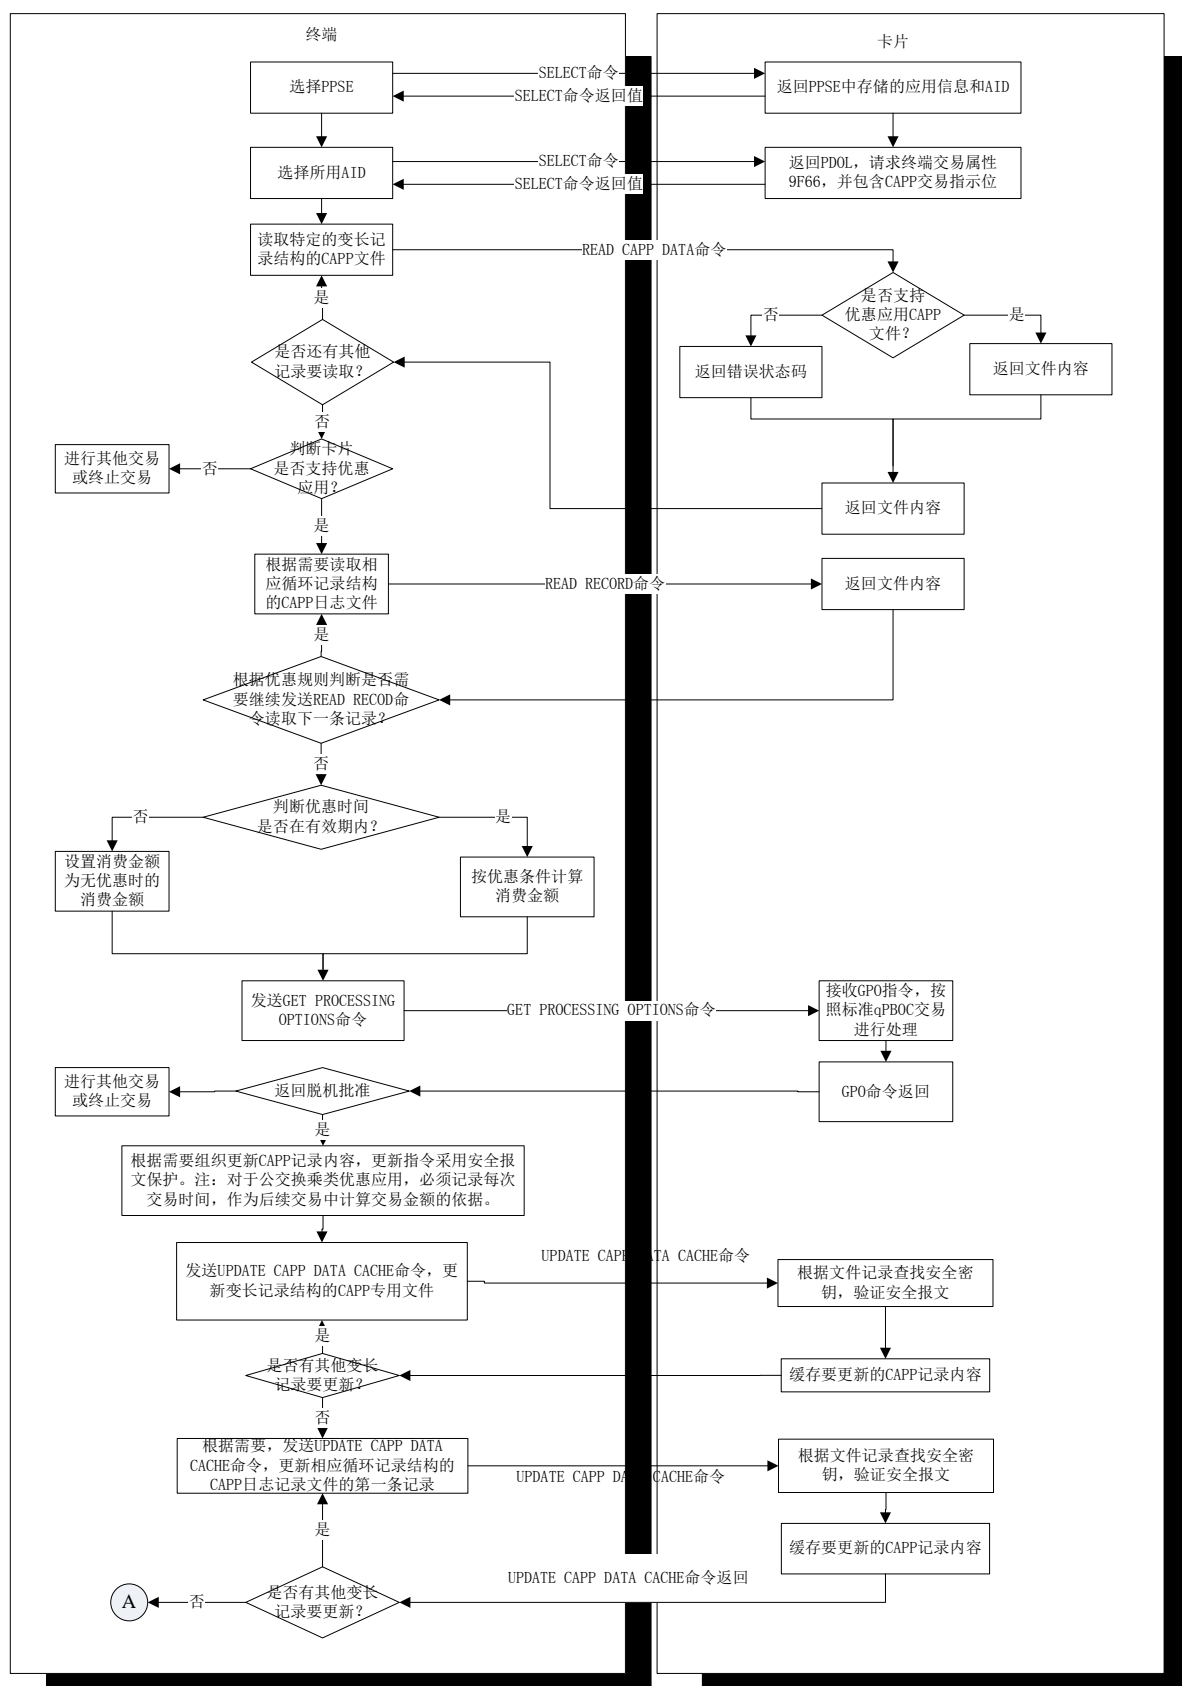 终端
卡片
选择PPSE
SELECT命令
SELECT命令返回值
返回PPSE中存储的应用信息和AID
选择所用AID
SELECT命令
SELECT命令返回值
返回PDOL，请求终端交易属性
9F66，并包含CAPP交易指示位
读取特定的变长记
录结构的CAPP文件
READ CAPP DATA命令
是
是否支持
优惠应用CAPP
文件？
否
是
是否还有其他
记录要读取？
返回错误状态码
返回文件内容
否
判断卡片
是否支持优惠
应用？
否
进行其他交易
或终止交易
返回文件内容
是
根据需要读取相
应循环记录结构
的CAPP日志文件
READ RECORD命令
返回文件内容
是
根据优惠规则判断是否需
要继续发送READ RECOD命
令读取下一条记录？
否
判断优惠时间
是否在有效期内？
否
是
设置消费金额
为无优惠时的
消费金额
按优惠条件计算
消费金额
发送GET PROCESSING
OPTIONS命令
GET PROCESSING OPTIONS命令
接收GPO指令，按
照标准qPBOC交易
进行处理
进行其他交易
或终止交易
返回脱机批准
GPO命令返回
是
根据需要组织更新CAPP记录内容，更新指令采用安全报
文保护。注：对于公交换乘类优惠应用，必须记录每次
交易时间，作为后续交易中计算交易金额的依据。
UPDATE CAPP DATA CACHE命令
发送UPDATE CAPP DATA CACHE命令，更
新变长记录结构的CAPP专用文件
根据文件记录查找安全密
钥，验证安全报文
是
是否有其他变长
记录要更新？
缓存要更新的CAPP记录内容
否
根据需要，发送UPDATE CAPP DATA
CACHE命令，更新相应循环记录结构的
CAPP日志记录文件的第一条记录
UPDATE CAPP DATA CACHE命令
根据文件记录查找安全密
钥，验证安全报文
是
缓存要更新的CAPP记录内容
UPDATE CAPP DATA CACHE命令返回
是否有其他变长
记录要更新？
否
A